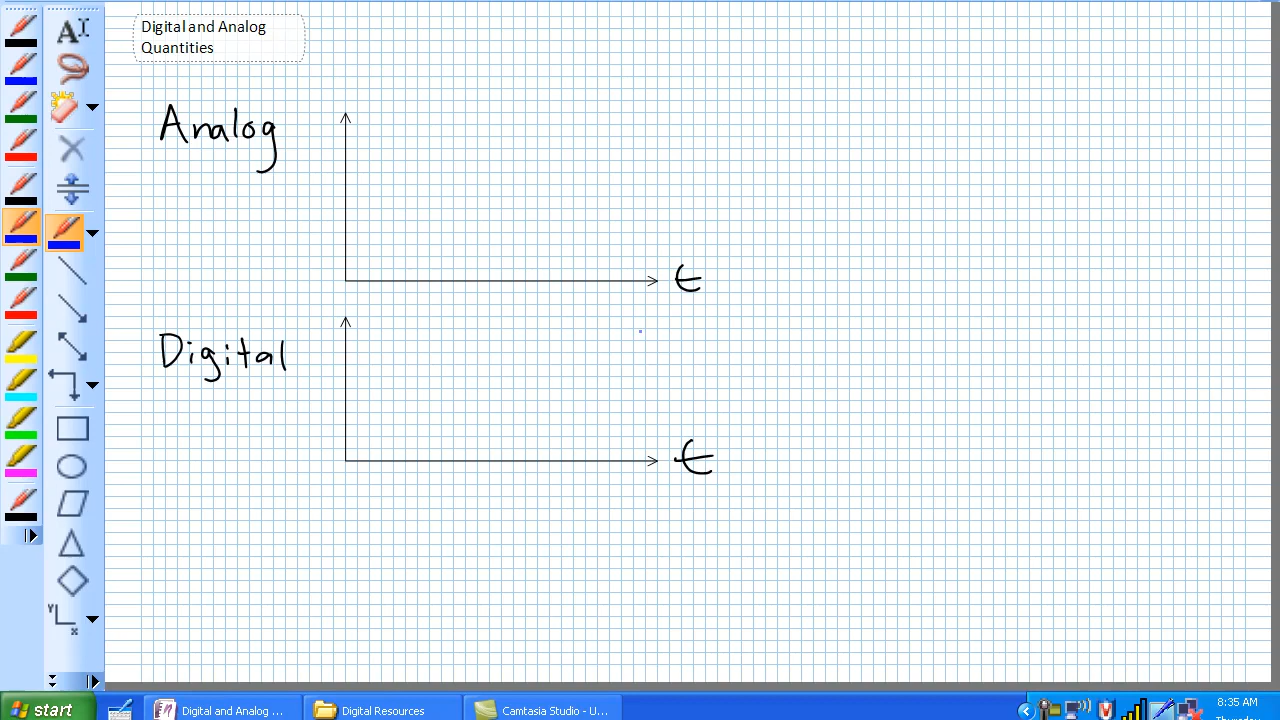 Digital and Analog
Quantities
Analog
t
Digital
t
start
Digital and Analog ...
Digital Resources
Camtasia Studio - U...
8:35 AM